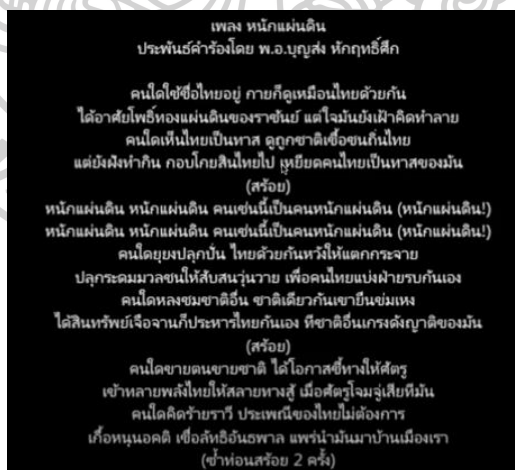 เพลง หนักแผ่นดิน
ประพันธ์คำร้องโดย พ.อ.บุญส่ง หักฤทธิ์ศึก
คนใดใช้ชื่อไทยอยู่ กายก็ดูเหมือนไทยด้วยกัน
ได้อาศัยโพธิ์ทองแผ่นดินของราชันย์ แต่ใจมันยังเฝ้าคิดทำลาย
คนใดเห็นไทยเป็นทาส ดูถูกชาติเชื้อชนถิ่นไทย
แต่ยังฝังทำกิน กอบโกยสินไทยไป เหยียดคนไทยเป็นทาสของมัน
(สร้อย)
หนักแผ่นดิน หนักแผ่นดิน คนเช่นนี้เป็นคนหนักแผ่นดิน (หนักแผ่นดิน!)
หนักแผ่นดิน หนักแผ่นดิน คนเช่นนี้เป็นคนหนักแผ่นดิน (หนักแผ่นดิน!)
คนใดยุยงปลุกปั่น ไทยด้วยกันหวังให้แตกกระจาย
ปลุกระดมมวลชนให้สับสนวุ่นวาย เพื่อคนไทยแบ่งฝ่ายรบกันเอง
คนใดหลงชมชาติอื่น ชาติเดียวกันเขายืนข่มเหง
ได้สินทรัพย์เจือจานก็ประหารไทยกันเอง ทีชาติอื่นเกรงดังญาติของมัน
(สร้อย)
คนใดขายตนขายชาติ ได้โอกาสชี้ทางให้ศัตรู
เข้าทลายพลังไทยให้สลายทางสู้ เมื่อศัตรูโจมจู่เสียทีมัน
คนใดคิดร้ายราวี ประเพณีของไทยไม่ต้องการ
เกื้อหนุนอคติ เชื่อลัทธิอันธพาล แพร่นำมันมาบ้านเมืองเรา
(ซ้ำท่อนสร้อย 2 ครั้ง)